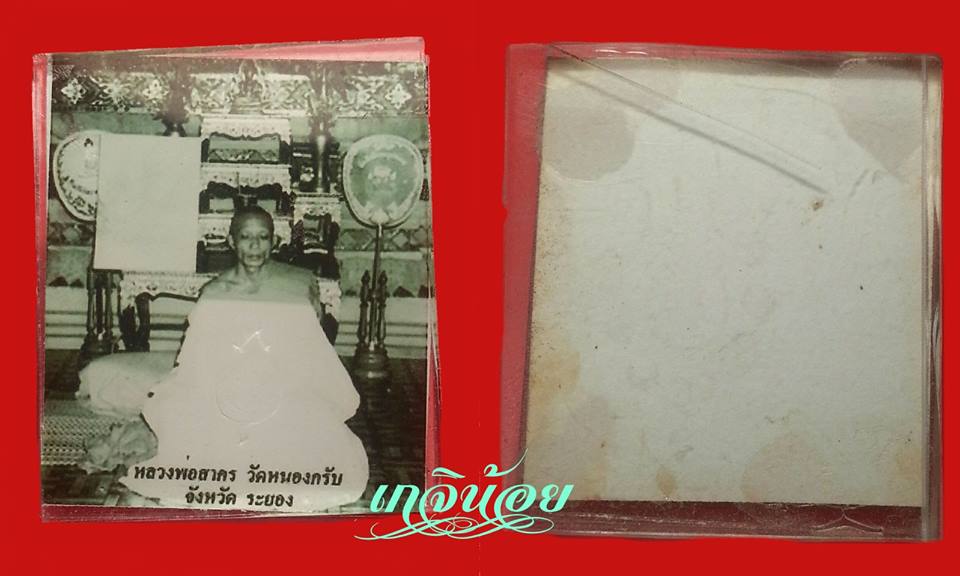 หลวงพ่อสาคร วัดหนองกรับ
จังหวัด ระยอง
เกจิน้อย